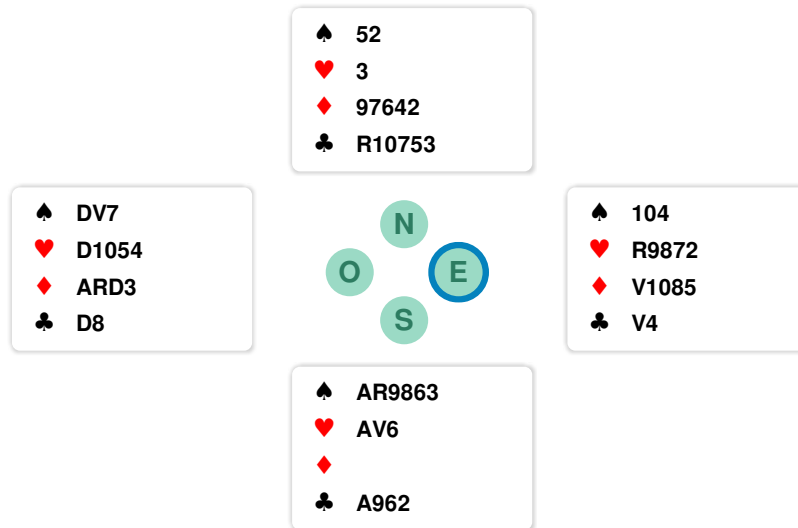 ♠ 52
♥ 3
♦ 97642
♣ R10753
♠ DV7
♥ D1054
♦ ARD3
♣ D8
N
O
E
S
♠ 104
♥ R9872
♦ V1085
♣ V4
♠ AR9863
♥ AV6
♦
♣ A962